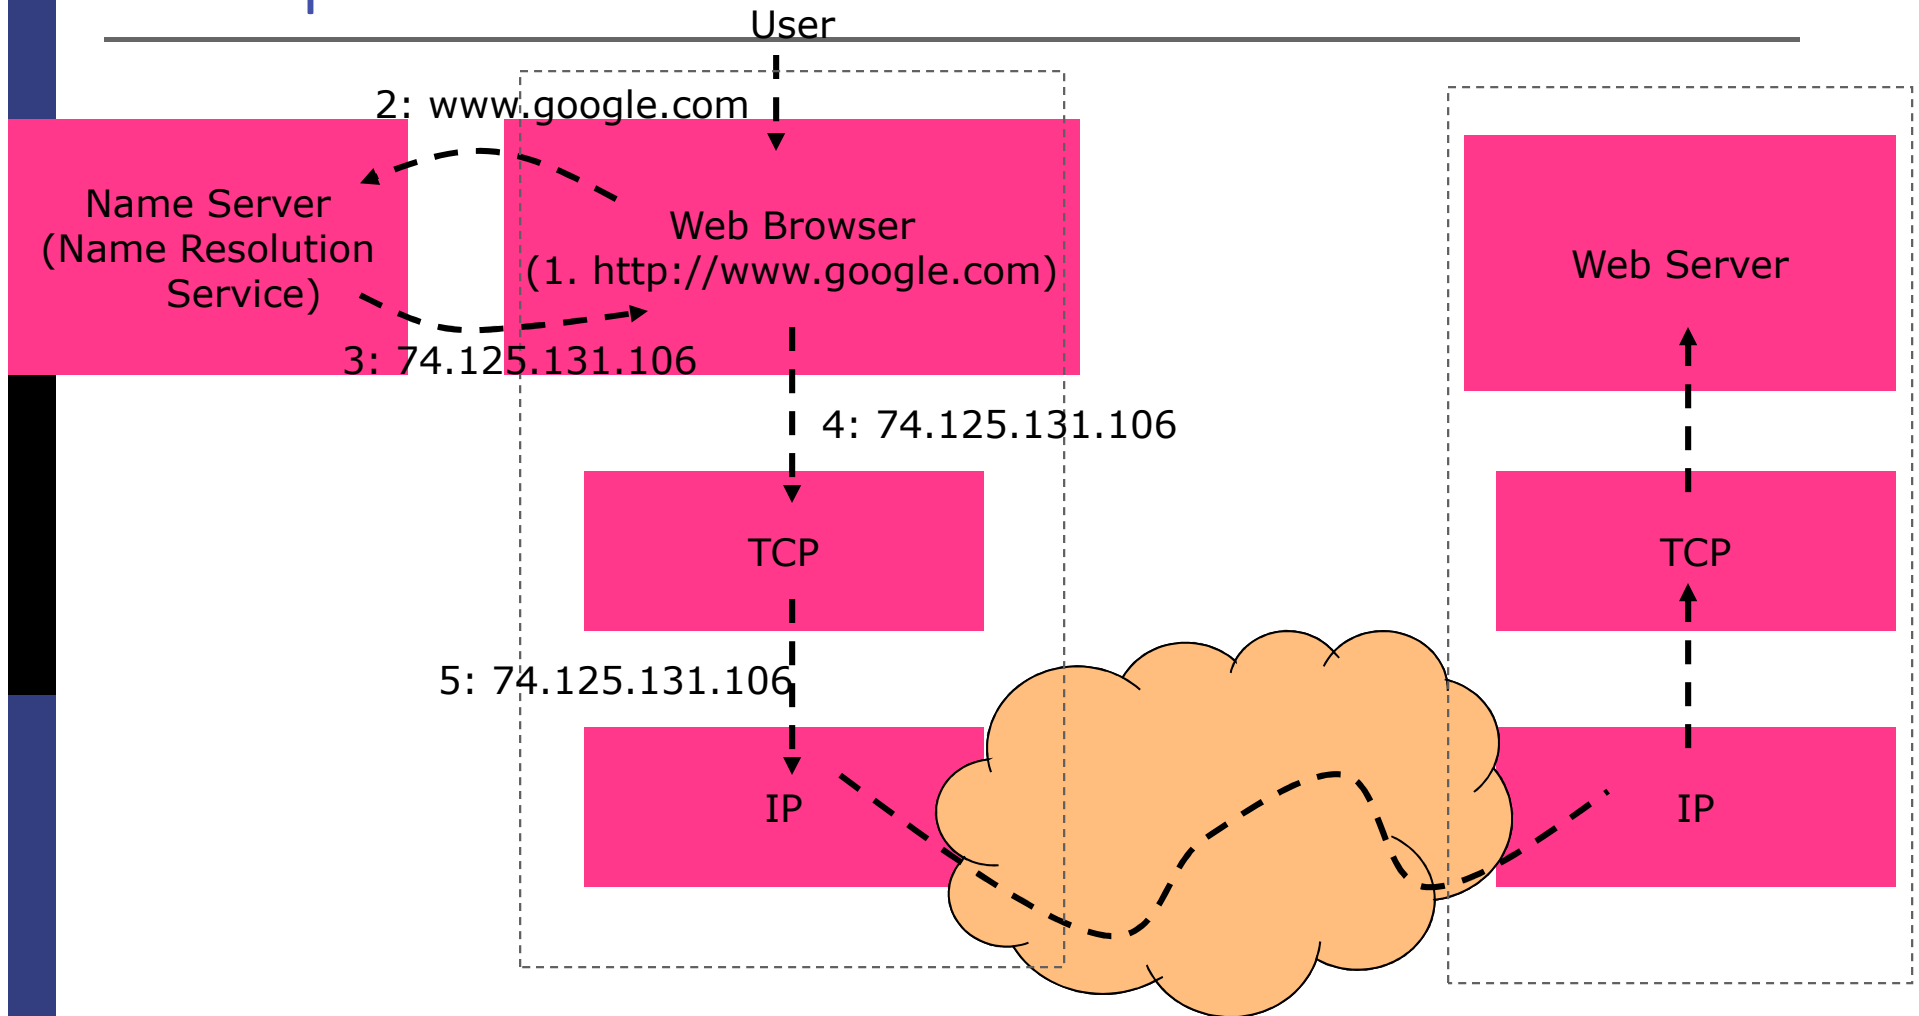 User
2: www.google.com
Name Server
(Name Resolution
Service)
Web Browser
(1. http://www.google.com)
Web Server
3: 74.125.131.106
4: 74.125.131.106
TCP
TCP
5: 74.125.131.106
IP
IP